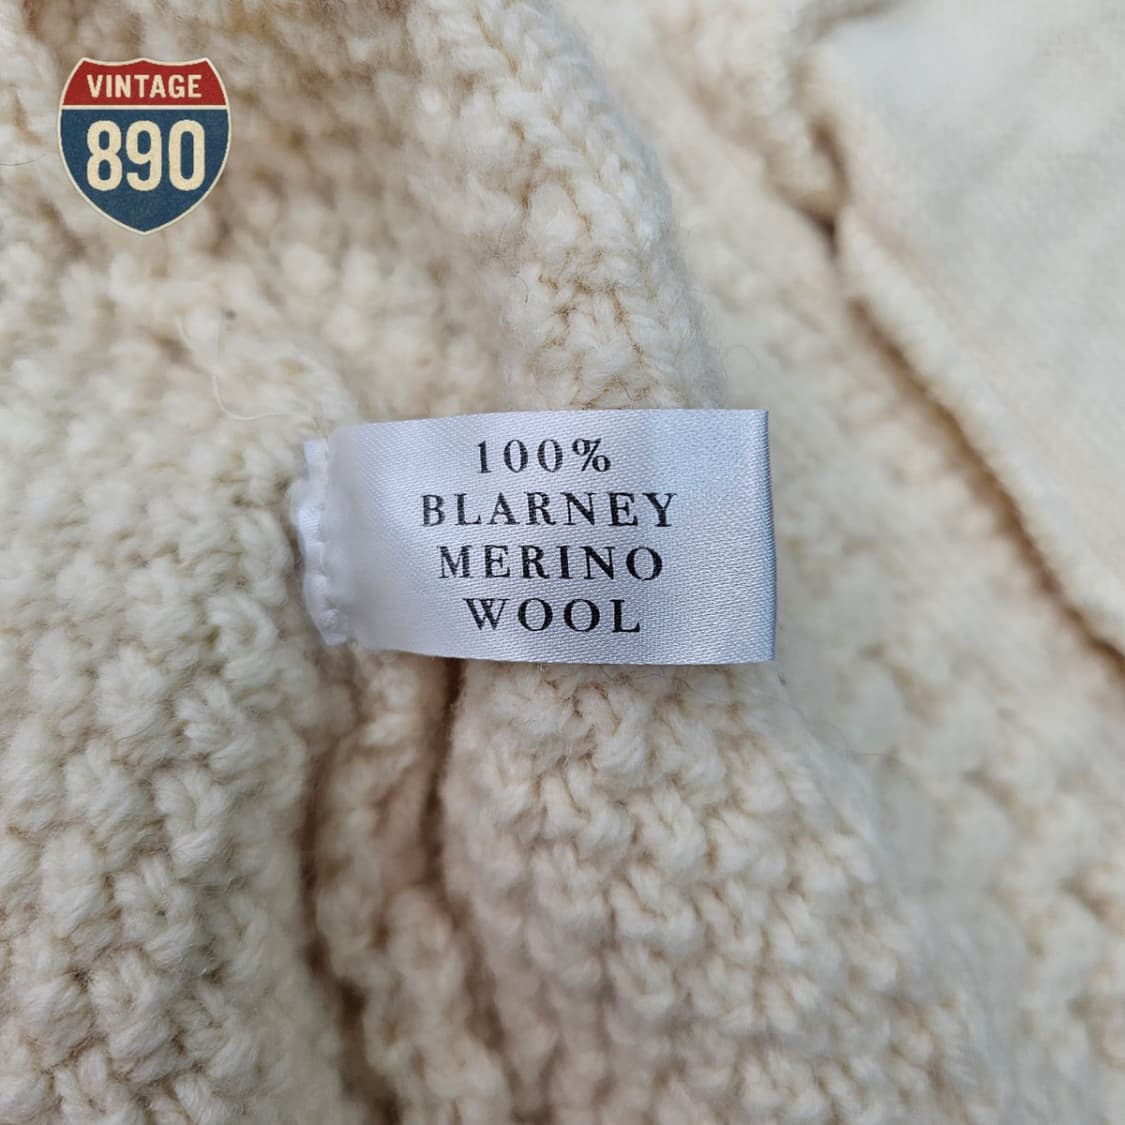 VINTAGE
890
100%
BLARNEY
MERINO
WOOL